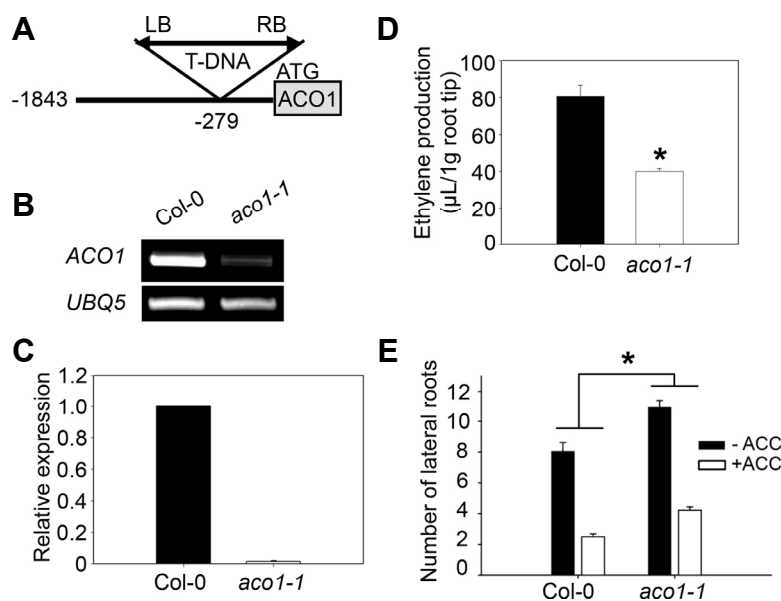 A
LB RB
T-DNA
ATG
-1843 ACO1
-279
B
Col-0 aco1-1
ACO1
UBQ5
C
Relative expression
1.2
1.0
0.8
0.6
0.4
0.2
0
Col-0 aco1-1
D
Ethylene production
(µL/1g root tip)
80
60
40
20
0
Col-0 aco1-1
*
E
Number of lateral roots
12
10
8
6
4
2
0
*
- ACC
+ACC
Col-0 aco1-1